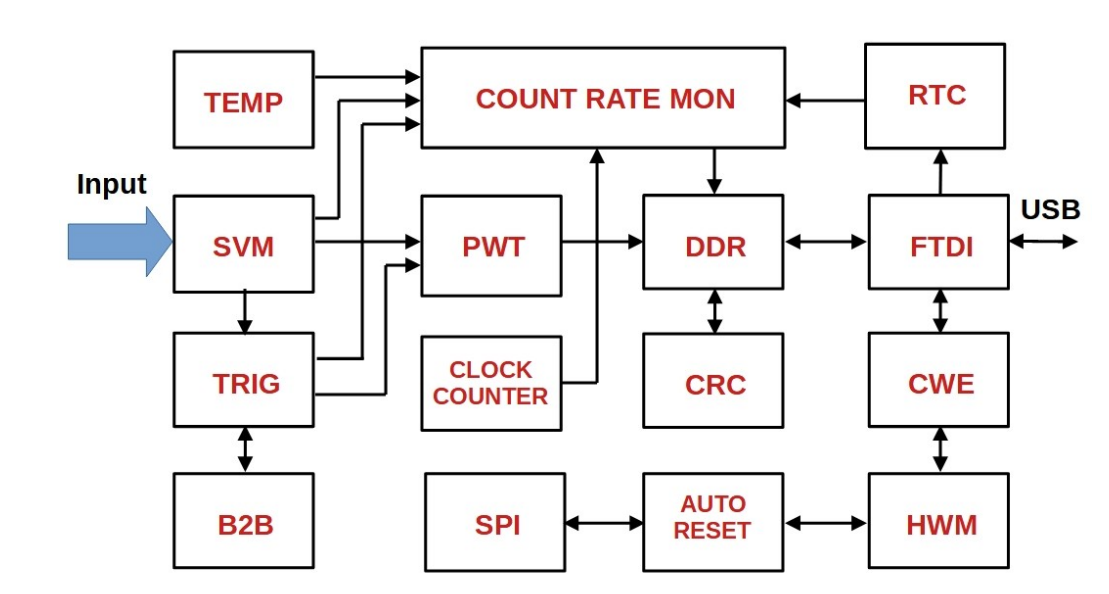 TEMP
COUNT RATE MON
RTC
Input
SVM
PWT
DDR
FTDI
USB
TRIG
CLOCK
COUNTER
CRC
CWE
B2B
SPI
AUTO
RESET
HWM